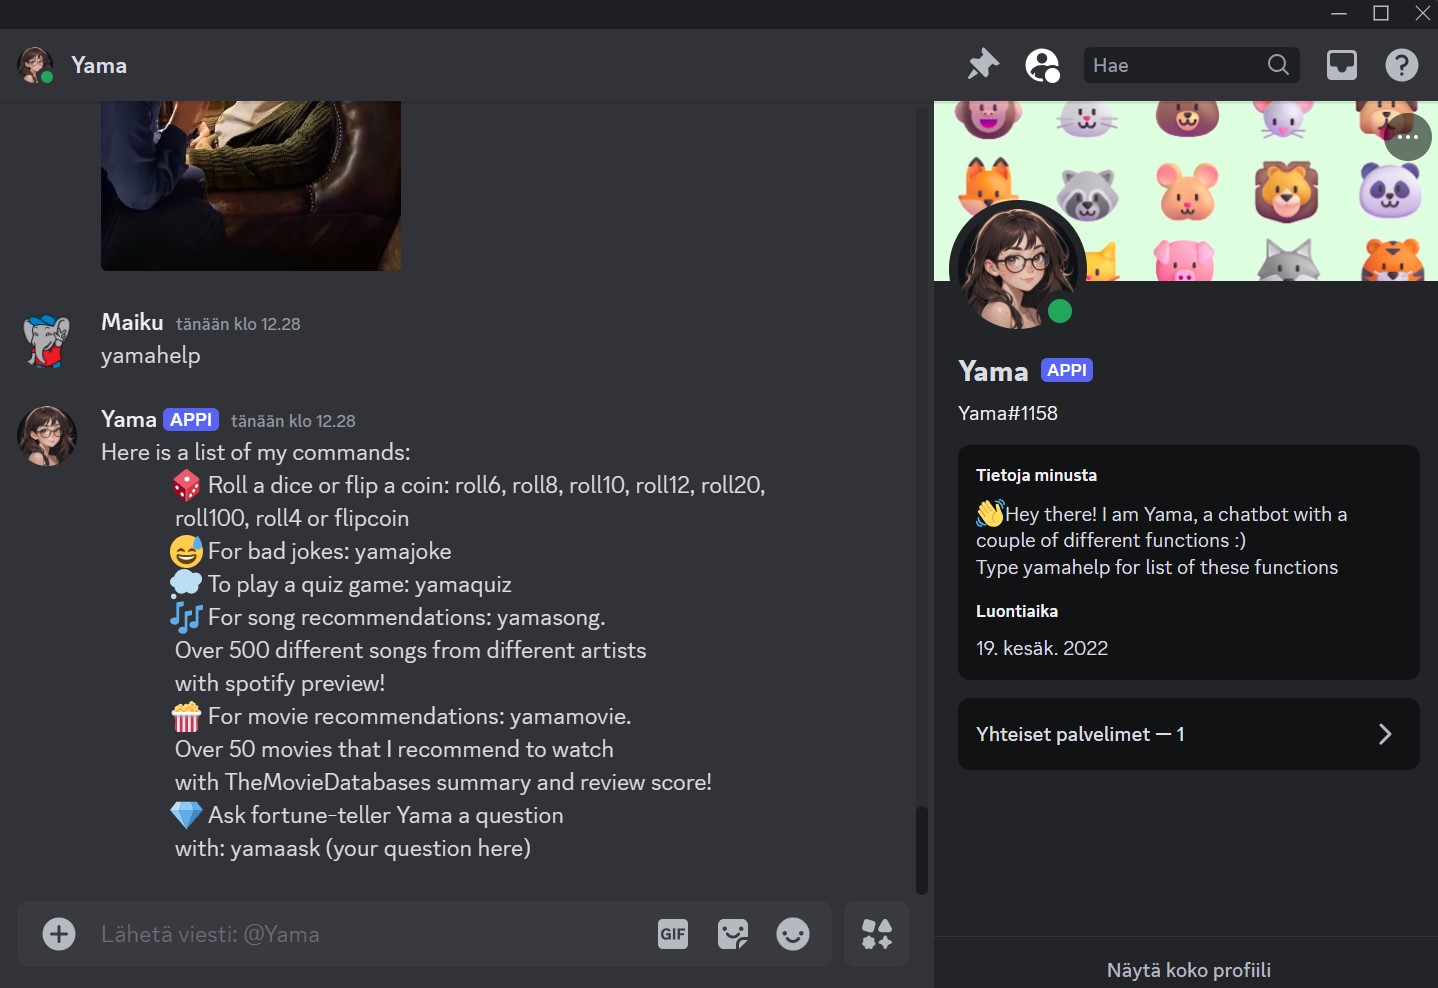 Yama
Hae
Maiku tänään klo 12.28
yamahelp
Yama APPI tänään klo 12.28
Here is a list of my commands:
🎲 Roll a dice or flip a coin: roll6, roll8, roll10, roll12, roll20,
roll100, roll4 or flipcoin
😅 For bad jokes: yamajoke
💭 To play a quiz game: yamaquiz
🎶 For song recommendations: yamasong.
Over 500 different songs from different artists
with spotify preview!
🍿 For movie recommendations: yamamovie.
Over 50 movies that I recommend to watch
with TheMovieDatabases summary and review score!
💎 Ask fortune-teller Yama a question
with: yamaask (your question here)
Lähetä viesti: @Yama
GIF
Yama APPI
Yama#1158
Tietoja minusta
👋Hey there! I am Yama, a chatbot with a
couple of different functions :)
Type yamahelp for list of these functions
Luontiaika
19. kesäk. 2022
Yhteiset palvelimet — 1
Näytä koko profiili